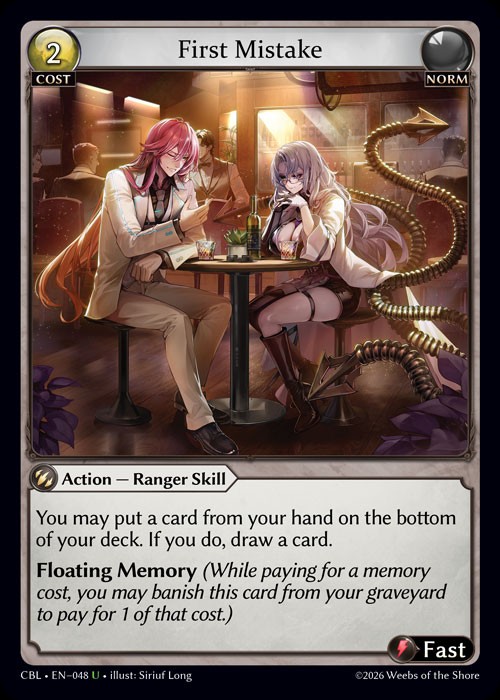 2
COST
First Mistake
NORM
Action — Ranger Skill
You may put a card from your hand on the bottom
of your deck. If you do, draw a card.
Floating Memory (While paying for a memory
cost, you may banish this card from your graveyard
to pay for 1 of that cost.)
Fast
CBL • EN–048 U • illust: Siriuf Long
©2026 Weebs of the Shore